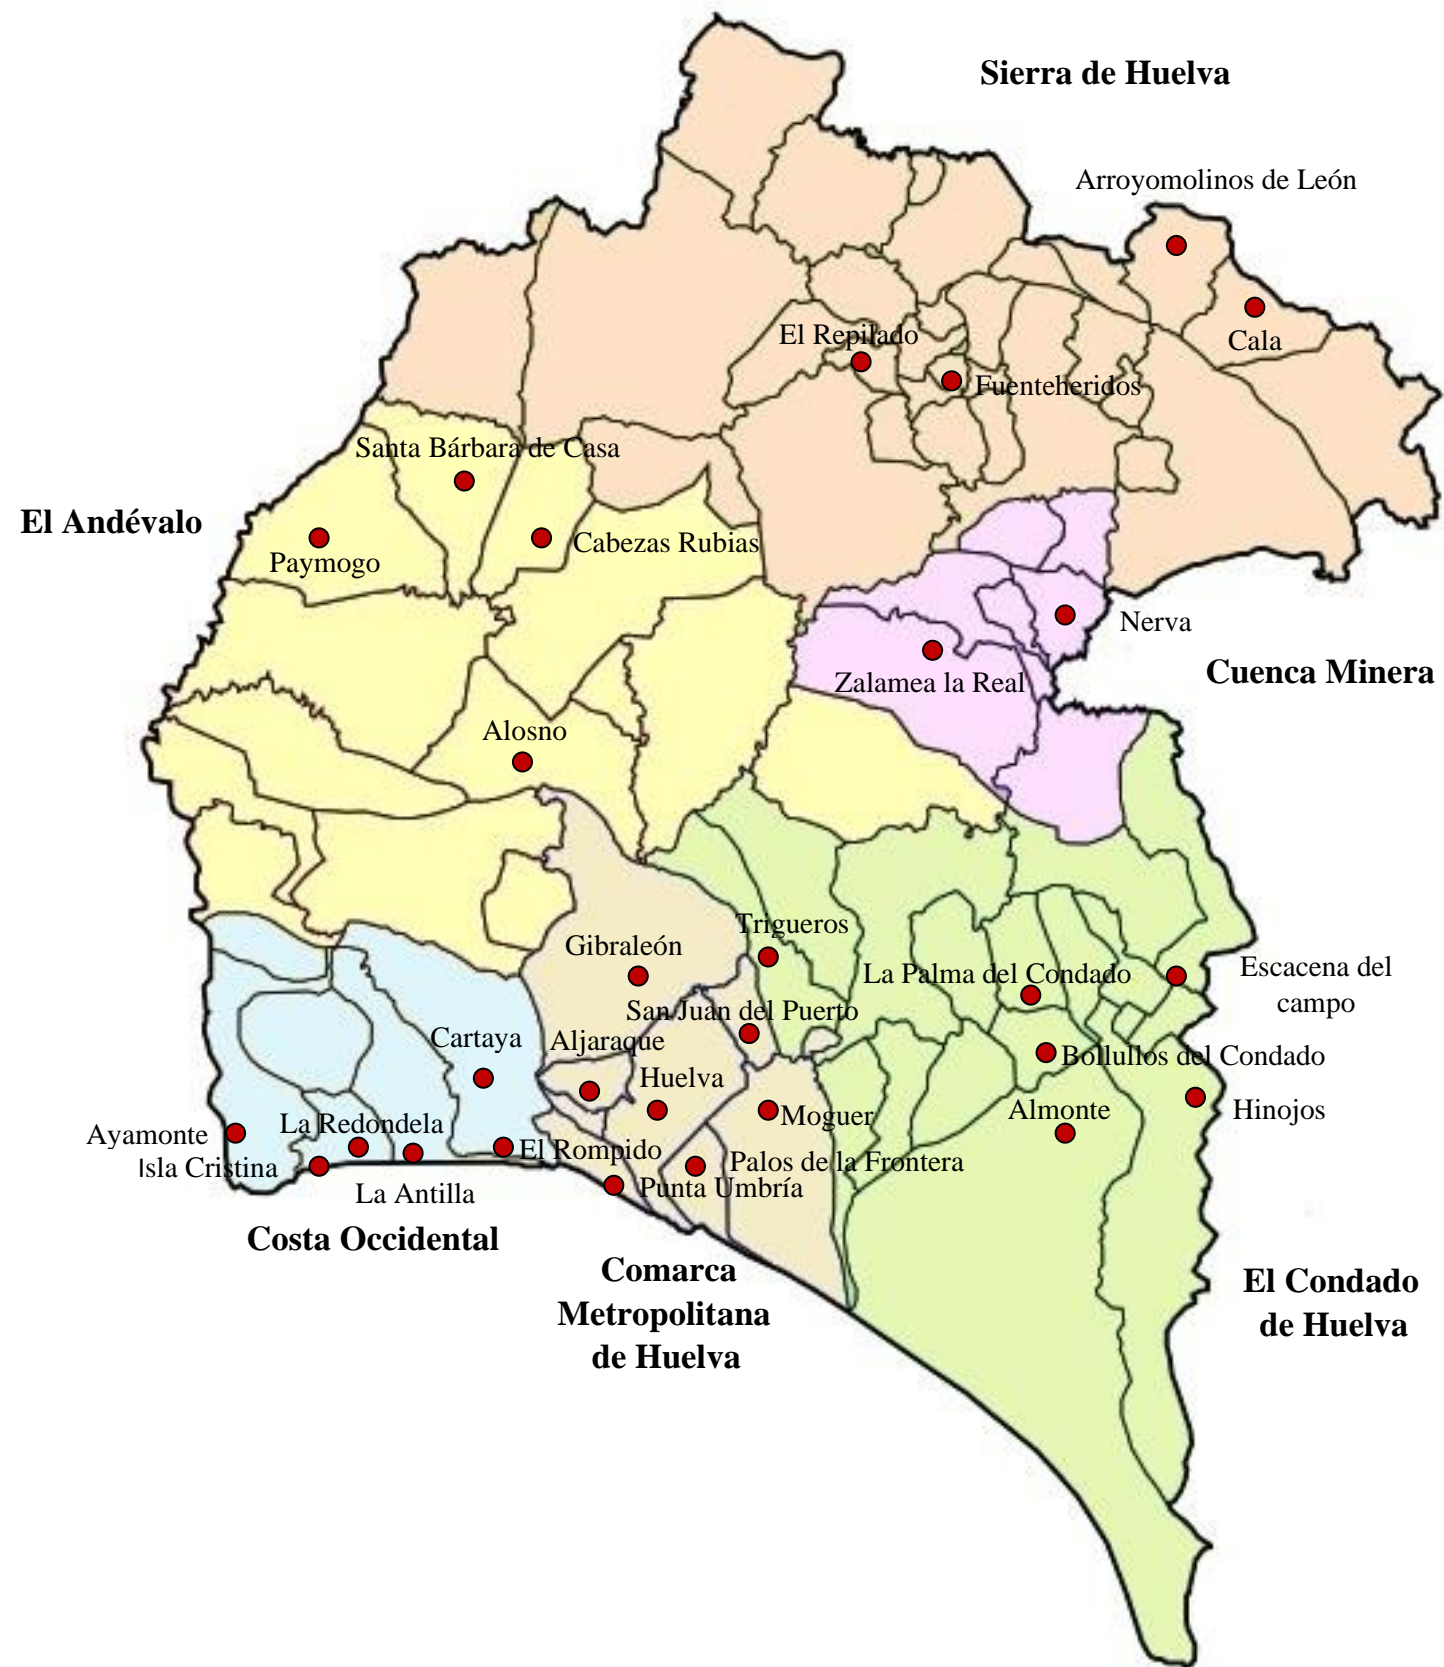 Sierra de Huelva
Arroyomolinos de León
Cala
El Repilado
Fuenteheridos
Santa Bárbara de Casa
El Andévalo
Paymogo
Cabezas Rubias
Nerva
Cuenca Minera
Zalamea la Real
Alosno
Trigueros
Gibraleón
La Palma del Condado
Escacena del
campo
San Juan del Puerto
Cartaya
Aljaraque
Bollullos del Condado
Huelva
Almonte
Hinojos
Moguer
La Redondela
Ayamonte
El Rompido
Isla Cristina
Palos de la Frontera
Punta Umbría
La Antilla
Costa Occidental
Comarca
Metropolitana
de Huelva
El Condado
de Huelva